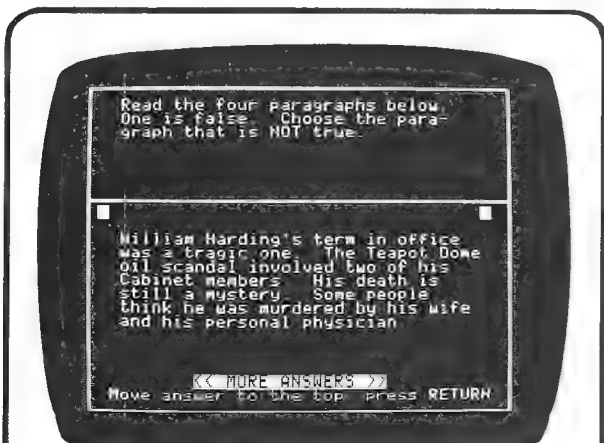 Read the four paragraphs below.
One is false. Choose the para-
graph that is NOT true.
William Harding's term in office
was a tragic one. The Teapot Dome
oil scandal involved two of his
Cabinet members. His death is
still a mystery. Some people
think he was murdered by his wife
and his personal physician.
<< MORE ANSWERS >>
Move answer to the top press RETURN